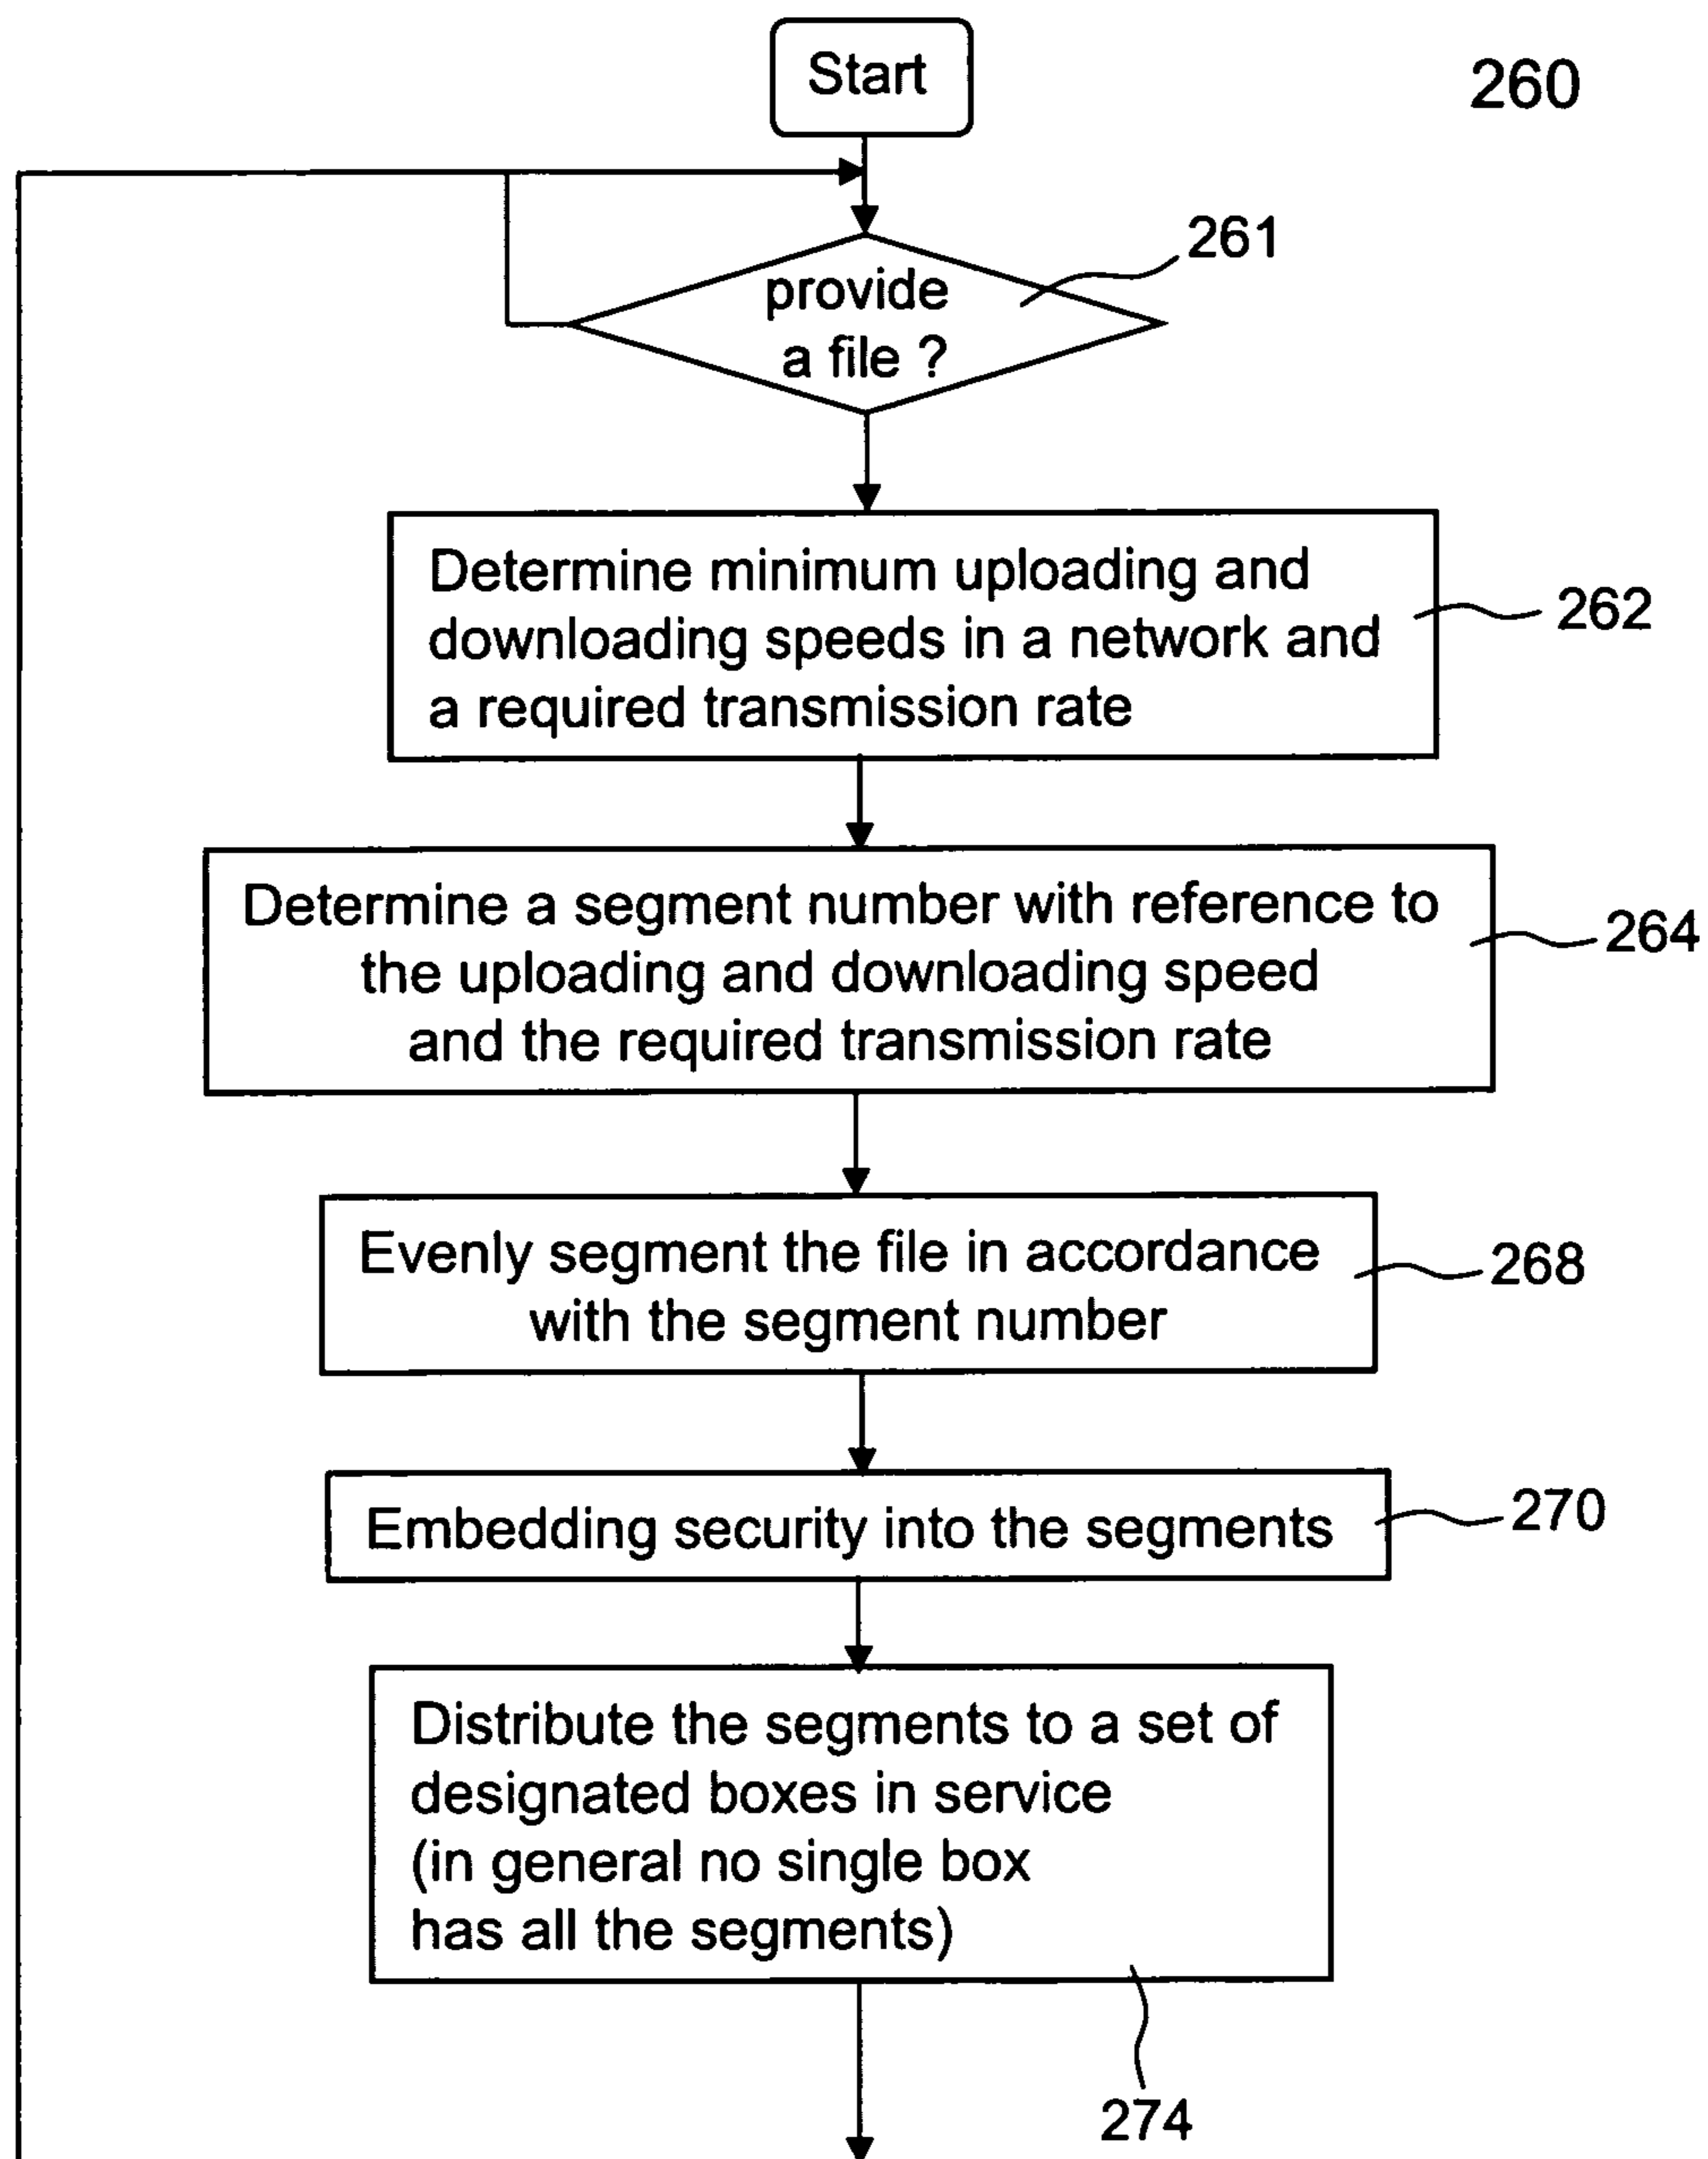 Start
260
261
provide
a file ?
Determine minimum uploading and
downloading speeds in a network and
a required transmission rate
262
Determine a segment number with reference to
the uploading and downloading speed
and the required transmission rate
264
Evenly segment the file in accordance
with the segment number
268
Embedding security into the segments
270
Distribute the segments to a set of
designated boxes in service
(in general no single box
has all the segments)
274